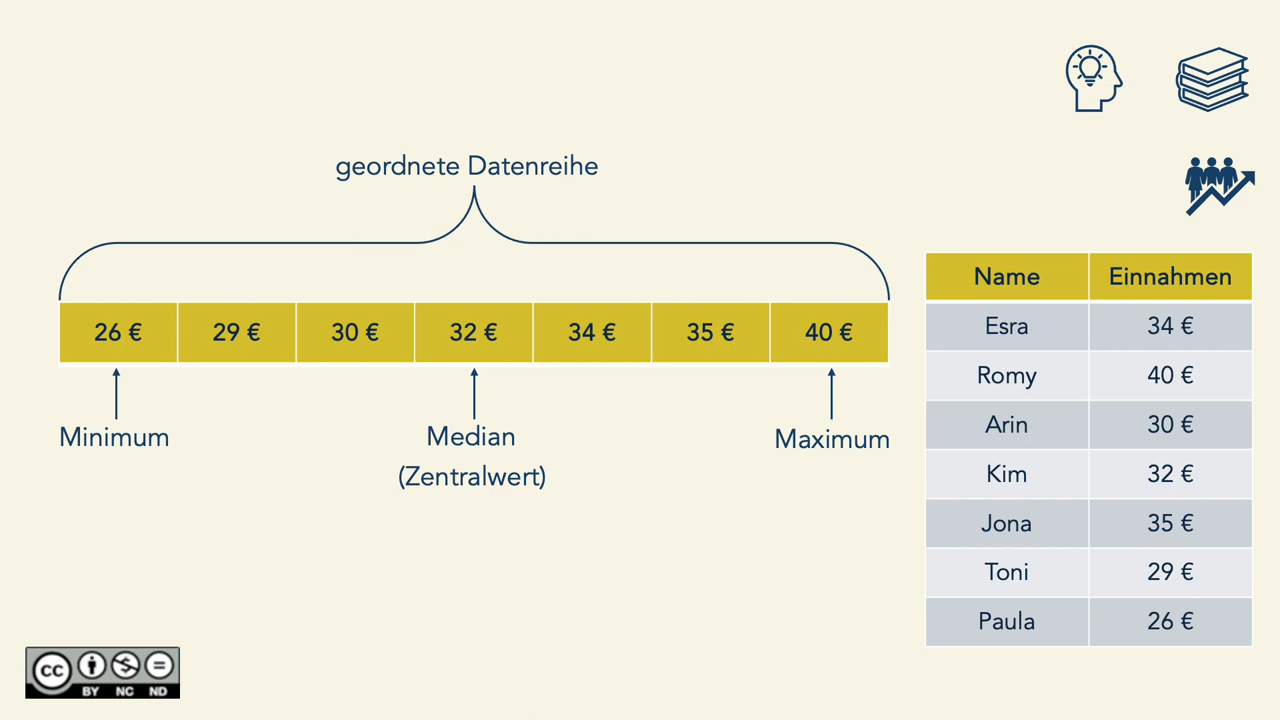 geordnete Datenreihe
26 € 29 € 30 € 32 € 34 € 35 € 40 €
Minimum Median Maximum
(Zentralwert)
Name Einnahmen
Esra 34 €
Romy 40 €
Arin 30 €
Kim 32 €
Jona 35 €
Toni 29 €
Paula 26 €
cc
BY NC ND